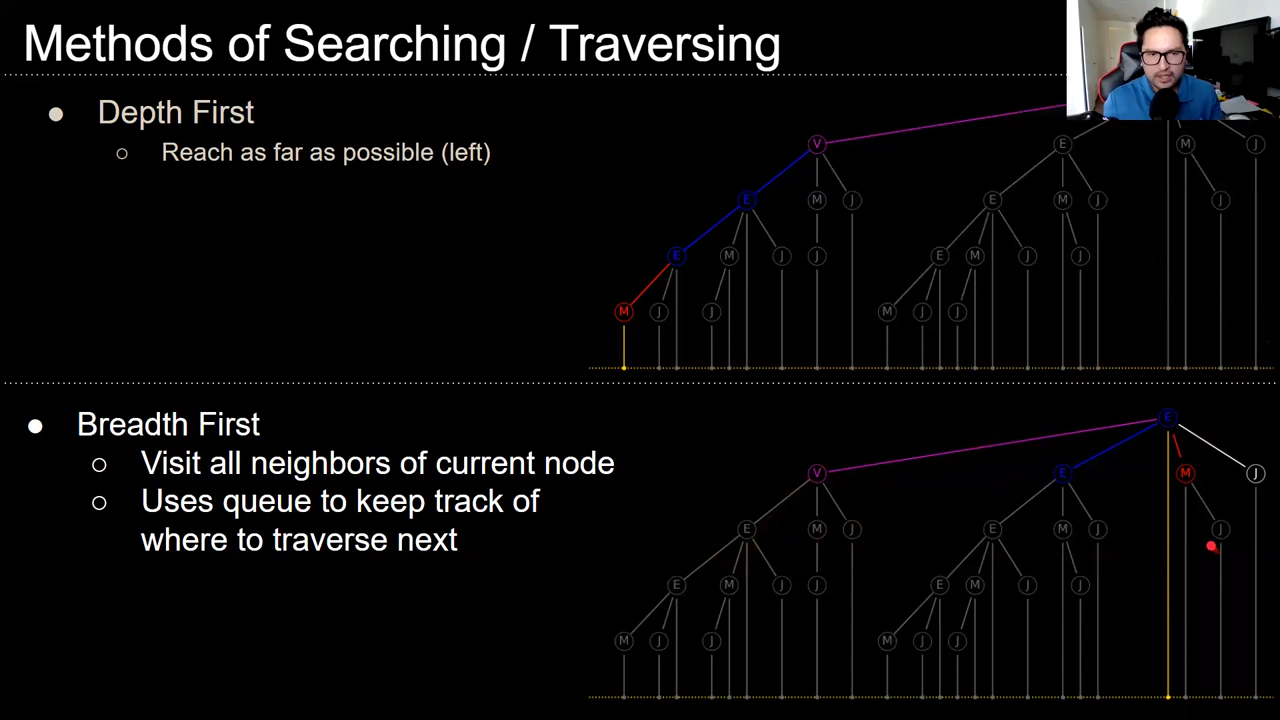 Methods of Searching / Traversing
Depth First
Reach as far as possible (left)
V E M J
E M J E M J J
E M J J E M J J
M J J M J J
Breadth First
Visit all neighbors of current node
Uses queue to keep track of
where to traverse next
E
V E M J
E M J E M J J
E M J J E M J J
M J J M J J